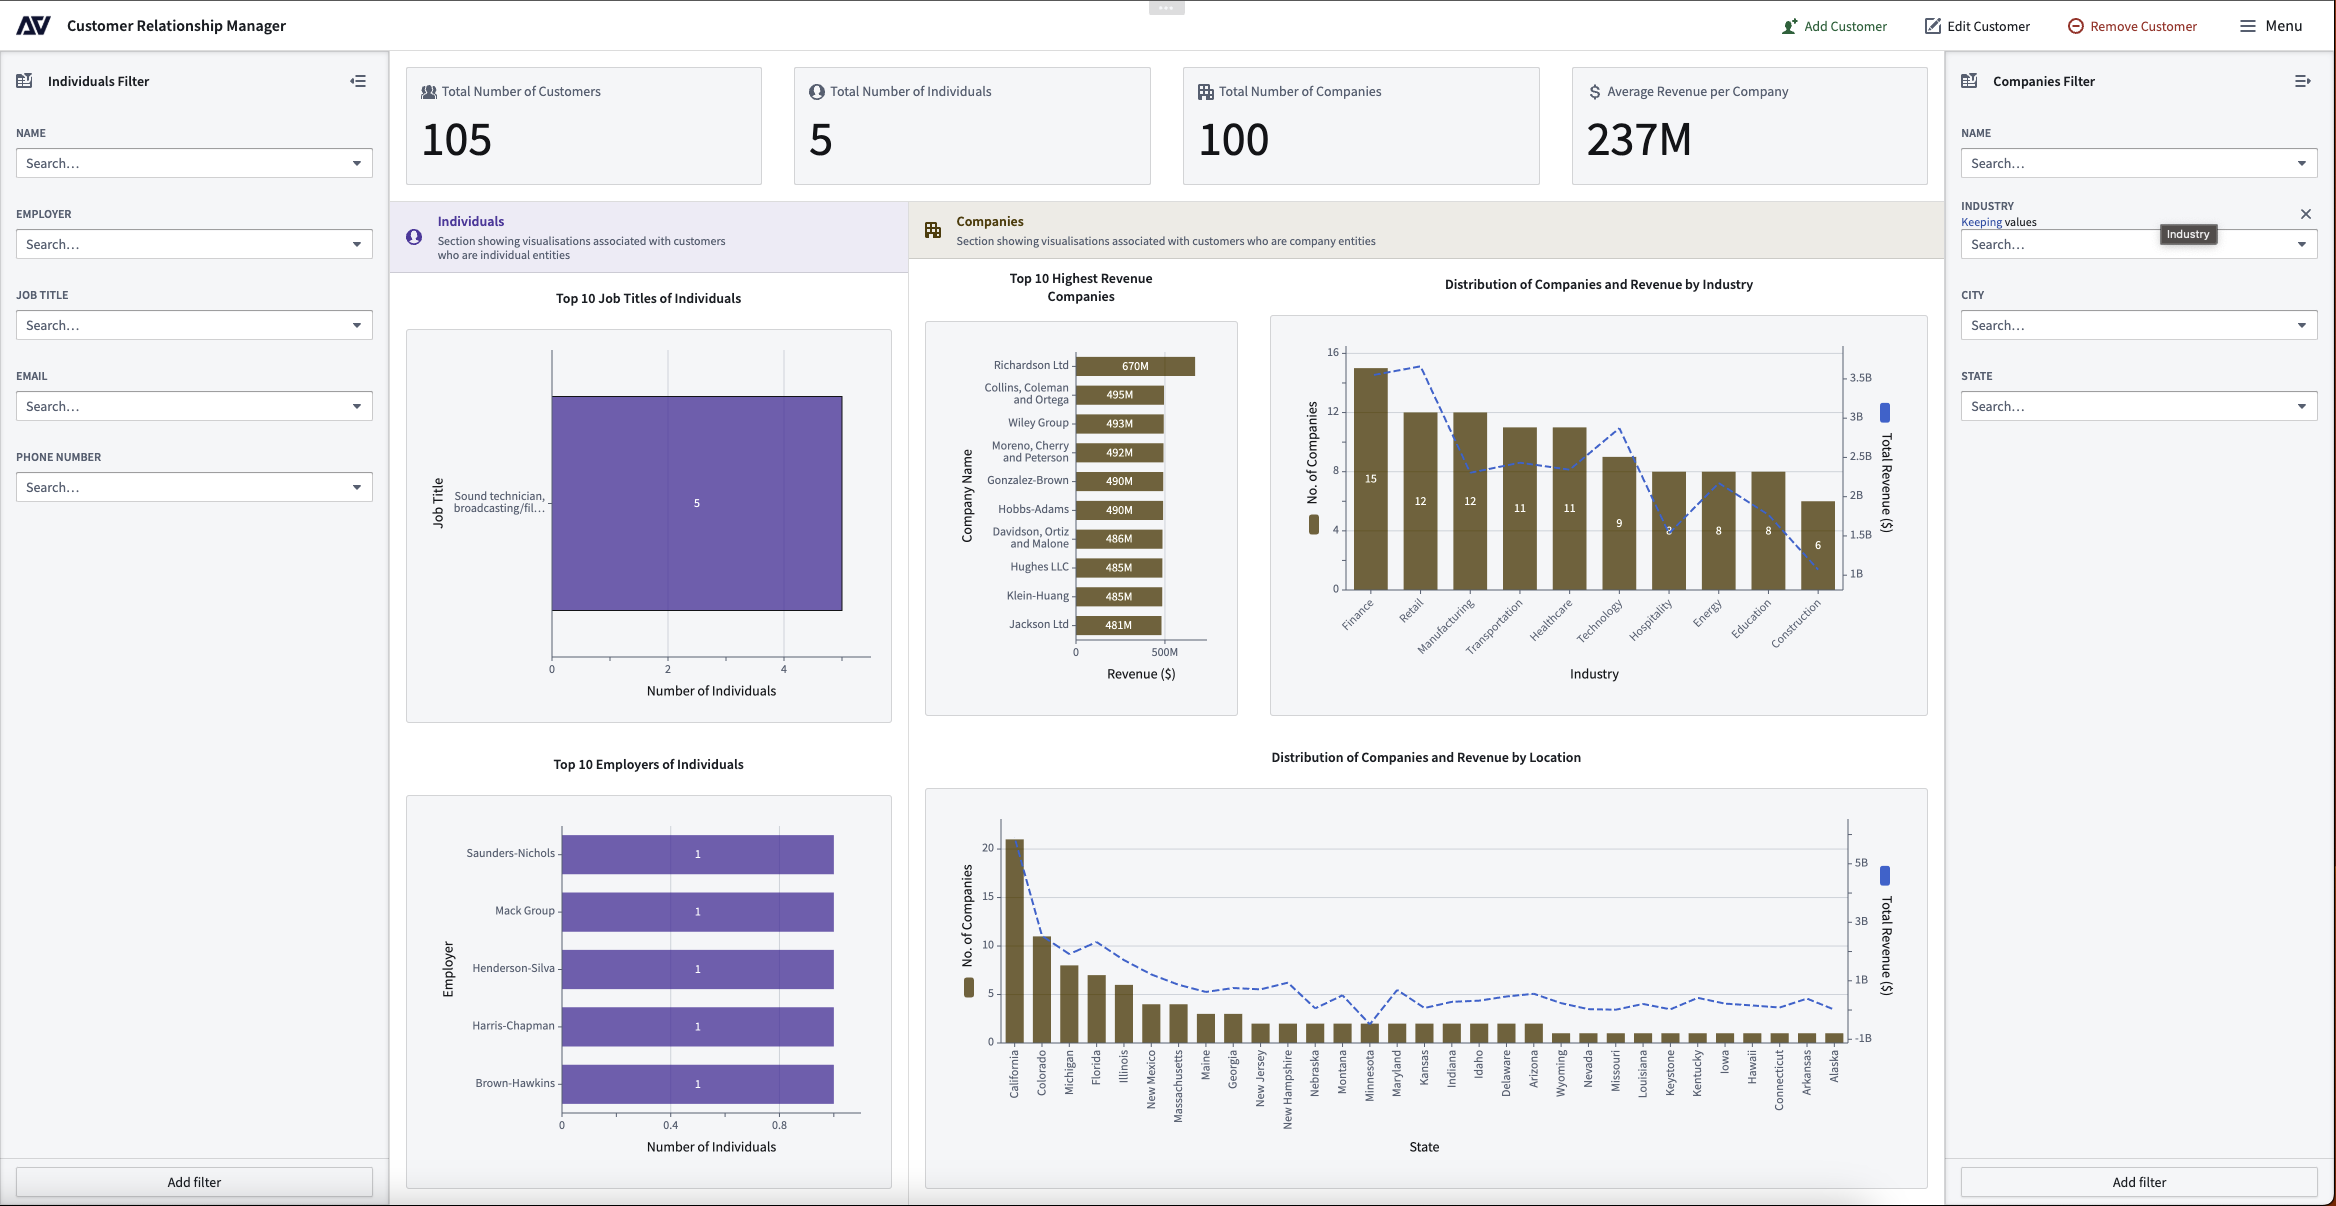 Customer Relationship Manager
Add Customer
Edit Customer
Remove Customer
Menu
Individuals Filter
NAME
Search...
EMPLOYER
Search...
JOB TITLE
Search...
EMAIL
Search...
PHONE NUMBER
Search...
Add filter
Total Number of Customers
105
Total Number of Individuals
5
Total Number of Companies
100
Average Revenue per Company
237M
Individuals
Section showing visualisations associated with customers
who are individual entities
Top 10 Job Titles of Individuals
Job Title
Sound technician,
broadcasting/fil...
5
0 2 4
Number of Individuals
Top 10 Employers of Individuals
Employer
Saunders-Nichols 1
Mack Group 1
Henderson-Silva 1
Harris-Chapman 1
Brown-Hawkins 1
0 0.4 0.8
Number of Individuals
Companies
Section showing visualisations associated with customers who are company entities
Top 10 Highest Revenue
Companies
Company Name
Richardson Ltd 670M
Collins, Coleman
and Ortega 495M
Wiley Group 493M
Moreno, Cherry
and Peterson 492M
Gonzalez-Brown 490M
Hobbs-Adams 490M
Davidson, Ortiz
and Malone 486M
Hughes LLC 485M
Klein-Huang 485M
Jackson Ltd 481M
0 500M
Revenue ($)
Distribution of Companies and Revenue by Industry
No. of Companies
16
12
8
4
0
15 12 12 11 11 9 8 8 8 6
3.5B
3B
2.5B
2B
1.5B
1B
Total Revenue ($)
Finance Retail Manufacturing Transportation Healthcare Technology Hospitality Energy Education Construction
Industry
Distribution of Companies and Revenue by Location
No. of Companies
20
15
10
5
0
5B
3B
1B
-1B
Total Revenue ($)
California Colorado Michigan Florida Illinois New Mexico Massachusetts Maine Georgia New Jersey New Hampshire Nebraska Montana Minnesota Maryland Kansas Indiana Idaho Delaware Arizona Wyoming Nevada Missouri Louisiana Keystone Kentucky Iowa Hawaii Connecticut Arkansas Alaska
State
Companies Filter
NAME
Search...
INDUSTRY
Keeping values
Industry
Search...
CITY
Search...
STATE
Search...
Add filter